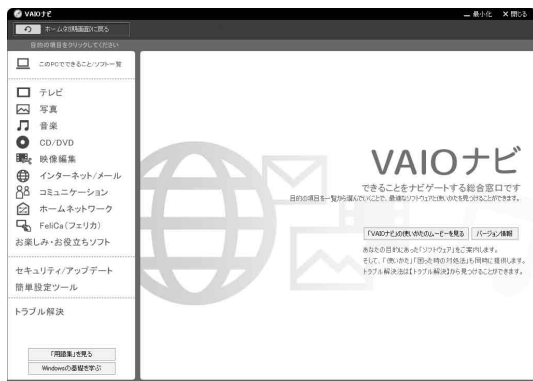 VAIOナビ
最小化 ×閉じる
ホーム(初期画面)に戻る
目的の項目をクリックしてください
このPCでできること/ソフト一覧
テレビ
写真
音楽
CD/DVD
映像編集
インターネット/メール
コミュニケーション
ホームネットワーク
FeliCa(フェリカ)
お楽しみ・お役立ちソフト
セキュリティ/アップデート
簡単設定ツール
トラブル解決
「用語集」を見る
Windowsの基礎を学ぶ
VAIOナビ
できることをナビゲートする総合窓口です
目的の項目を一覧から選んでいくことで、最適なソフトウェアと使いかたを見つけることができます。
「VAIOナビ」の使いかたのムービーを見る バージョン情報
あなたの目的にあった「ソフトウェア」をご案内します。
そして、「使いかた」「困った時の対処法」も同時に提供します。
トラブル解決法は【トラブル解決】から見つけることができます。